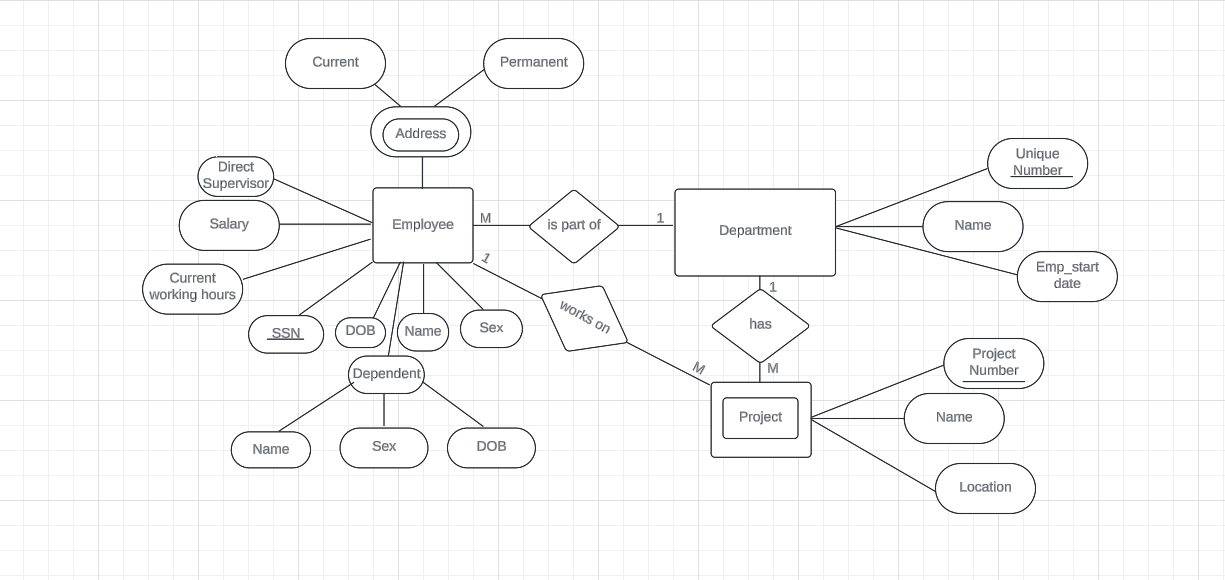 Current
Permanent
Address
Direct
Supervisor
Salary
Current
working hours
Employee
M
is part of
1
Department
Unique
Number
Name
Emp_start
date
1
works on
M
1
has
M
SSN
DOB
Name
Sex
Dependent
Name
Sex
DOB
Project
Project
Number
Name
Location